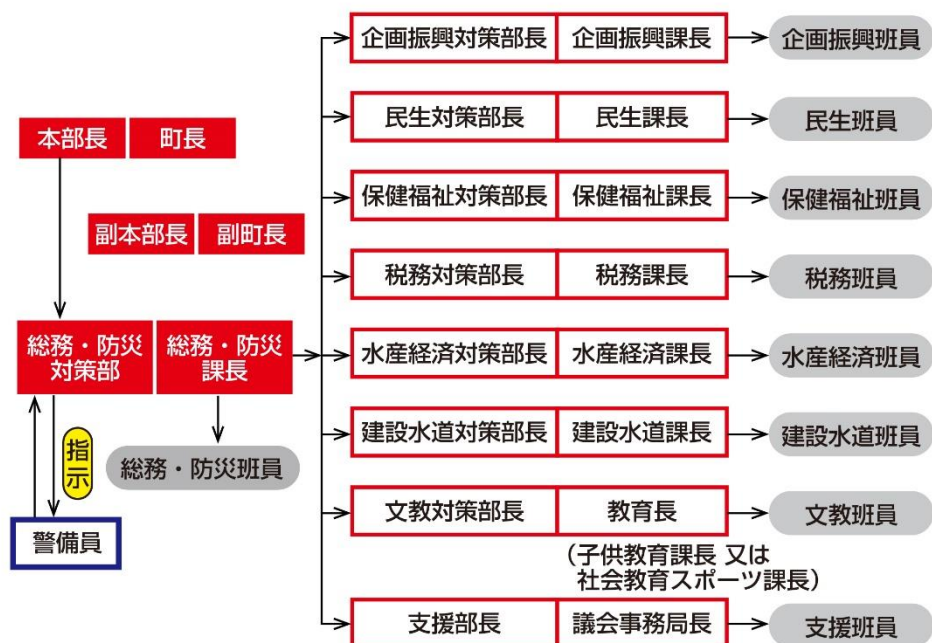 本部長 町長
副本部長 副町長
総務・防災
対策部
総務・防災
課長
指示
総務・防災班員
警備員
企画振興対策部長 企画振興課長 企画振興班員
民生対策部長 民生課長 民生班員
保健福祉対策部長 保健福祉課長 保健福祉班員
税務対策部長 税務課長 税務班員
水産経済対策部長 水産経済課長 水産経済班員
建設水道対策部長 建設水道課長 建設水道班員
文教対策部長 教育長 文教班員
(子供教育課長 又は
社会教育スポーツ課長)
支援部長 議会事務局長 支援班員